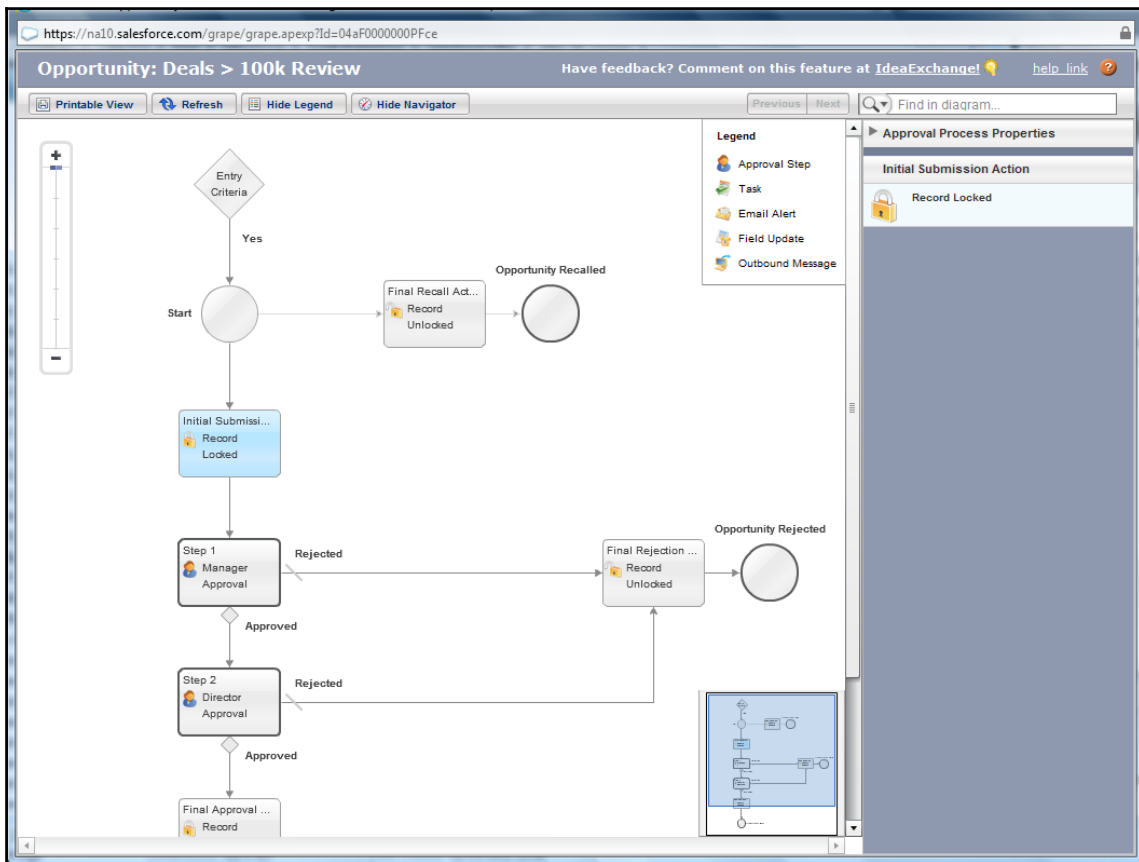 https://na10.salesforce.com/grape/grape.apexp?Id=04aF0000000PFce
Opportunity: Deals > 100k Review
Have feedback? Comment on this feature at IdeaExchange!
help link
Printable View
Refresh
Hide Legend
Hide Navigator
Previous
Next
Find in diagram...
Legend
Approval Step
Task
Email Alert
Field Update
Outbound Message
Approval Process Properties
Initial Submission Action
Record Locked
Entry
Criteria
Yes
Start
Final Recall Act...
Record
Unlocked
Opportunity Recalled
Initial Submissi...
Record
Locked
Step 1
Manager
Approval
Rejected
Final Rejection ...
Record
Unlocked
Opportunity Rejected
Approved
Step 2
Director
Approval
Rejected
Approved
Final Approval ...
Record